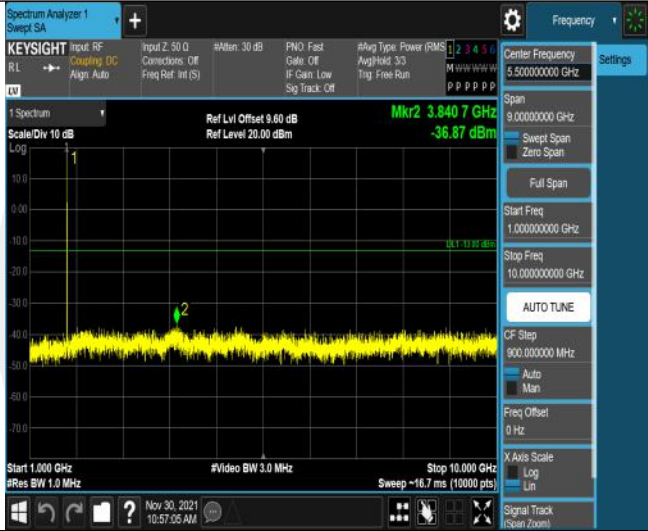 Spectrum Analyzer 1
Swept SA
Frequency
KEYSIGHT
RL
Input: RF
Coupling: DC
Align: Auto
Input Z: 50 Ω
Corrections: Off
Freq Ref: Int (S)
#Atten: 30 dB
PNO: Fast
Gate: Off
IF Gain: Low
Sig Track: Off
#Avg Type: Power (RMS
Avg|Hold: 3/3
Trig: Free Run
1 2 3 4 5 6
M W W W W W
P P P P P P
1 Spectrum
Scale/Div 10 dB
Log
Ref Lvl Offset 9.60 dB
Ref Level 20.00 dBm
Mkr2 3.840 7 GHz
-36.87 dBm
1
10.0
0.00
-10.0
DL1 -13.00 dBm
-20.0
-30.0
2
-40.0
-50.0
-60.0
-70.0
Start 1.000 GHz
#Res BW 1.0 MHz
#Video BW 3.0 MHz
Stop 10.000 GHz
Sweep ~16.7 ms (10000 pts)
Nov 30, 2021
10:57:05 AM
Center Frequency
5.500000000 GHz
Settings
Span
9.00000000 GHz
Swept Span
Zero Span
Full Span
Start Freq
1.000000000 GHz
Stop Freq
10.000000000 GHz
AUTO TUNE
CF Step
900.000000 MHz
Auto
Man
Freq Offset
0 Hz
X Axis Scale
Log
Lin
Signal Track
(Span Zoom)